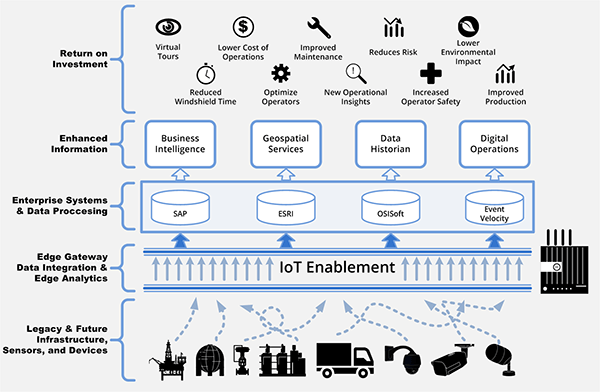 Return on
Investment
Virtual
Tours
Lower Cost of
Operations
Improved
Maintenance
Reduces Risk
Lower
Environmental
Impact
Reduced
Windshield Time
Optimize
Operators
New Operational
Insights
Increased
Operator Safety
Improved
Production
Enhanced
Information
Business
Intelligence
Geospatial
Services
Data
Historian
Digital
Operations
Enterprise Systems
& Data Proccesing
SAP
ESRI
OSISoft
Event
Velocity
Edge Gateway
Data Integration &
Edge Analytics
IoT Enablement
Legacy & Future
Infrastructure,
Sensors, and Devices